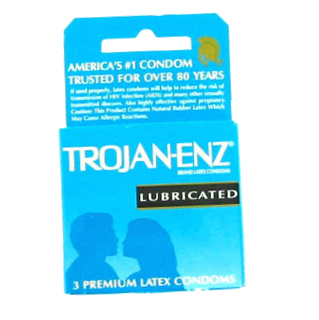 AMERICA'S #1 CONDOM
TRUSTED FOR OVER 80 YEARS
If used properly, latex condoms will help to reduce the risk of
transmission of HIV infection (AIDS) and many other sexually
transmitted diseases. Also highly effective against pregnancy.
Caution: This Product Contains Natural Rubber Latex Which
May Cause Allergic Reactions.
TROJAN-ENZ®
BRAND LATEX CONDOMS
LUBRICATED
3 PREMIUM LATEX CONDOMS